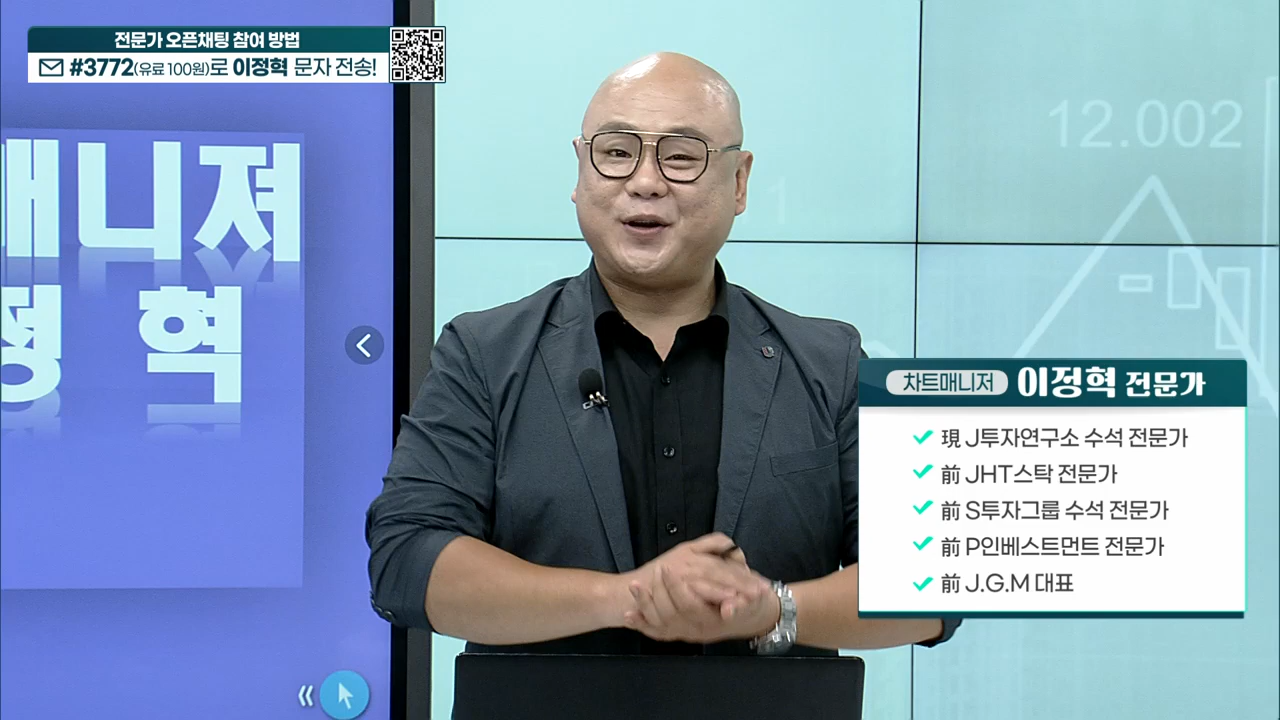 전문가 오픈채팅 참여 방법
#3772(유료 100원)로 이정혁 문자 전송!
매니져
정 혁
12.002
1
차트매니저 이정혁 전문가
現 J투자연구소 수석 전문가
前 JHT스탁 전문가
前 S투자그룹 수석 전문가
前 P인베스트먼트 전문가
前 J.G.M 대표